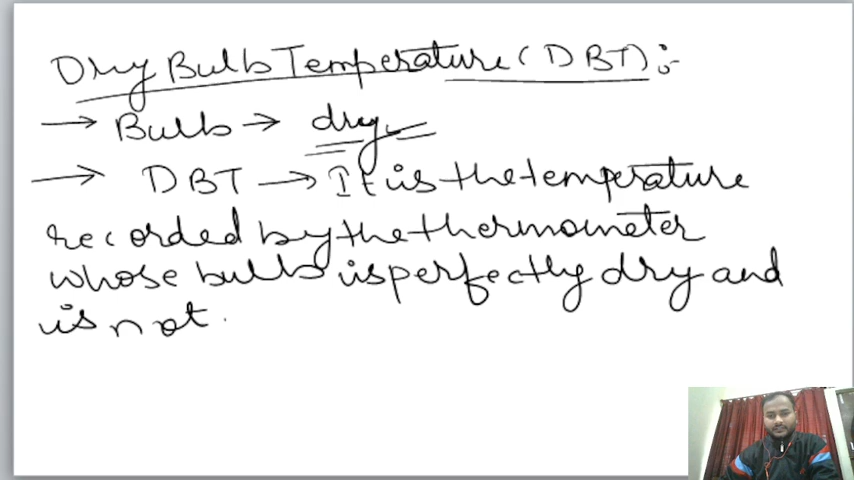 Dry Bulb Temperature (DBT) :-
→ Bulb → dry
→ DBT → It is the temperature
recorded by the thermometer
whose bulb is perfectly dry and
is not